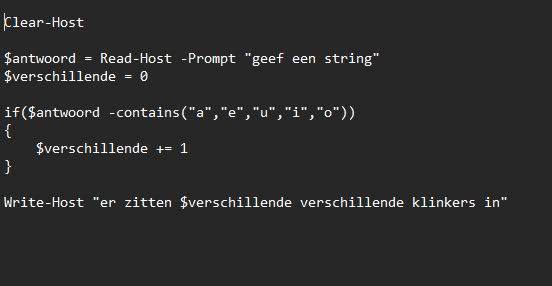 Clear-Host
$antwoord = Read-Host -Prompt "geef een string"
$verschillende = 0
if($antwoord -contains("a","e","u","i","o"))
{
    $verschillende += 1
}
Write-Host "er zitten $verschillende verschillende klinkers in"